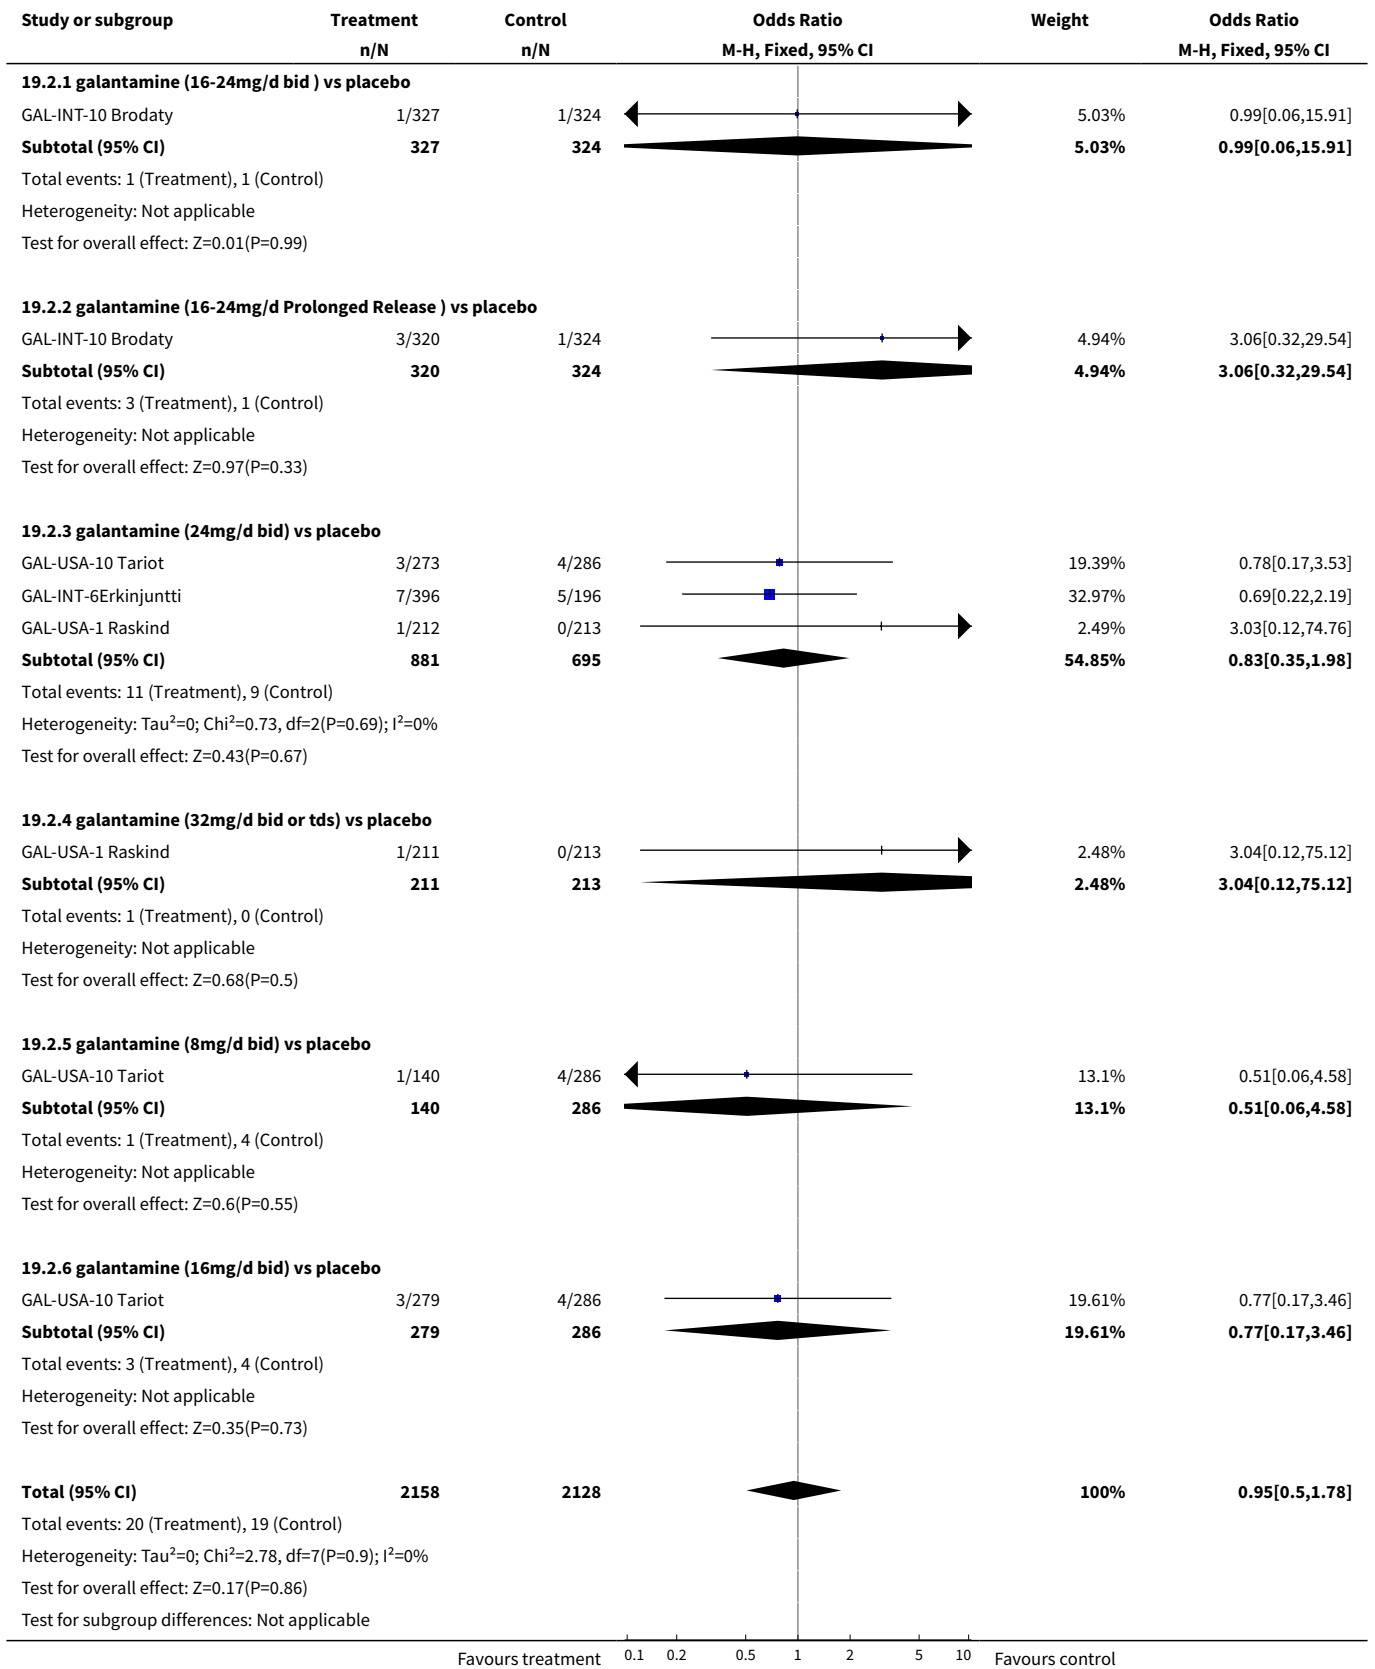 Study or subgroup Treatment Control Odds Ratio Weight Odds Ratio
n/N n/N M-H, Fixed, 95% CI M-H, Fixed, 95% CI
19.2.1 galantamine (16-24mg/d bid ) vs placebo
GAL-INT-10 Brodaty 1/327 1/324 5.03% 0.99[0.06,15.91]
Subtotal (95% CI) 327 324 5.03% 0.99[0.06,15.91]
Total events: 1 (Treatment), 1 (Control)
Heterogeneity: Not applicable
Test for overall effect: Z=0.01(P=0.99)
19.2.2 galantamine (16-24mg/d Prolonged Release ) vs placebo
GAL-INT-10 Brodaty 3/320 1/324 4.94% 3.06[0.32,29.54]
Subtotal (95% CI) 320 324 4.94% 3.06[0.32,29.54]
Total events: 3 (Treatment), 1 (Control)
Heterogeneity: Not applicable
Test for overall effect: Z=0.97(P=0.33)
19.2.3 galantamine (24mg/d bid) vs placebo
GAL-USA-10 Tariot 3/273 4/286 19.39% 0.78[0.17,3.53]
GAL-INT-6Erkinjuntti 7/396 5/196 32.97% 0.69[0.22,2.19]
GAL-USA-1 Raskind 1/212 0/213 2.49% 3.03[0.12,74.76]
Subtotal (95% CI) 881 695 54.85% 0.83[0.35,1.98]
Total events: 11 (Treatment), 9 (Control)
Heterogeneity: Tau²=0; Chi²=0.73, df=2(P=0.69); I²=0%
Test for overall effect: Z=0.43(P=0.67)
19.2.4 galantamine (32mg/d bid or tds) vs placebo
GAL-USA-1 Raskind 1/211 0/213 2.48% 3.04[0.12,75.12]
Subtotal (95% CI) 211 213 2.48% 3.04[0.12,75.12]
Total events: 1 (Treatment), 0 (Control)
Heterogeneity: Not applicable
Test for overall effect: Z=0.68(P=0.5)
19.2.5 galantamine (8mg/d bid) vs placebo
GAL-USA-10 Tariot 1/140 4/286 13.1% 0.51[0.06,4.58]
Subtotal (95% CI) 140 286 13.1% 0.51[0.06,4.58]
Total events: 1 (Treatment), 4 (Control)
Heterogeneity: Not applicable
Test for overall effect: Z=0.6(P=0.55)
19.2.6 galantamine (16mg/d bid) vs placebo
GAL-USA-10 Tariot 3/279 4/286 19.61% 0.77[0.17,3.46]
Subtotal (95% CI) 279 286 19.61% 0.77[0.17,3.46]
Total events: 3 (Treatment), 4 (Control)
Heterogeneity: Not applicable
Test for overall effect: Z=0.35(P=0.73)
Total (95% CI) 2158 2128 100% 0.95[0.5,1.78]
Total events: 20 (Treatment), 19 (Control)
Heterogeneity: Tau²=0; Chi²=2.78, df=7(P=0.9); I²=0%
Test for overall effect: Z=0.17(P=0.86)
Test for subgroup differences: Not applicable
Favours treatment 0.1 0.2 0.5 1 2 5 10 Favours control